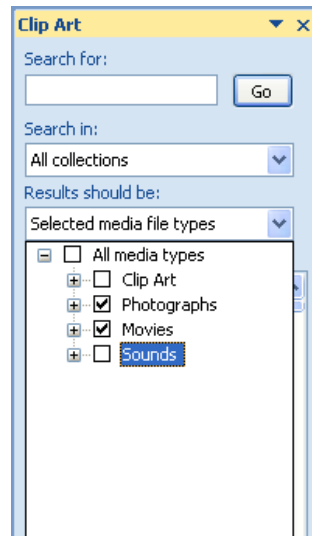 Clip Art
Search for:
Go
Search in:
All collections
Results should be:
Selected media file types
All media types
Clip Art
Photographs
Movies
Sounds